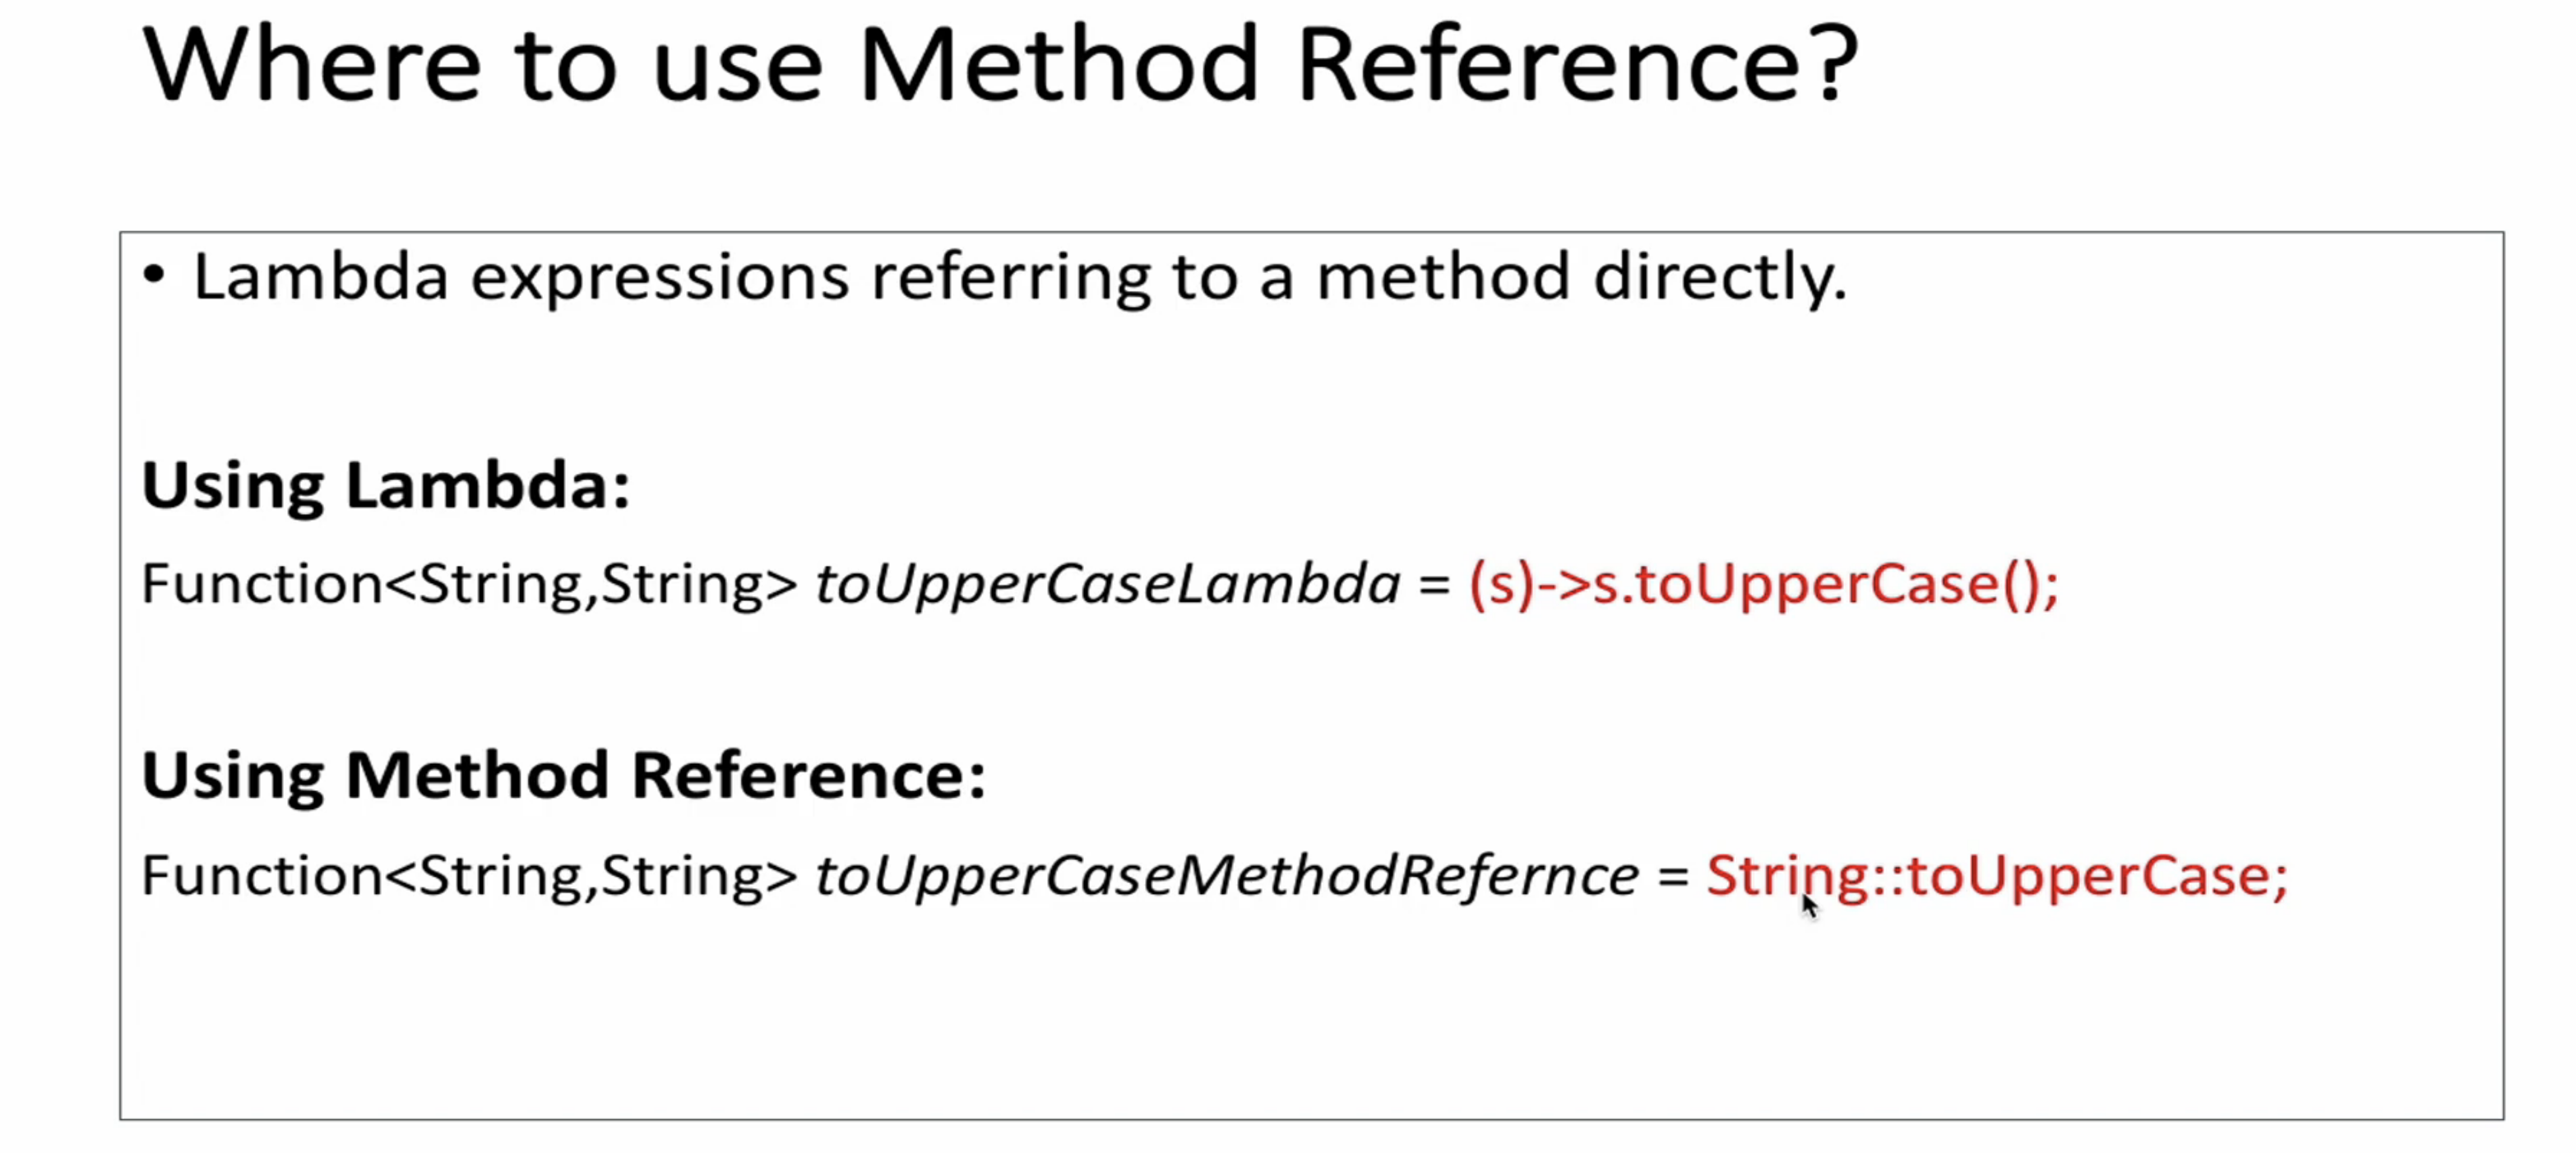 Where to use Method Reference?
• Lambda expressions referring to a method directly.
Using Lambda:
Function<String,String> toUpperCaseLambda = (s)->s.toUpperCase();
Using Method Reference:
Function<String,String> toUpperCaseMethodRefernce = String::toUpperCase;